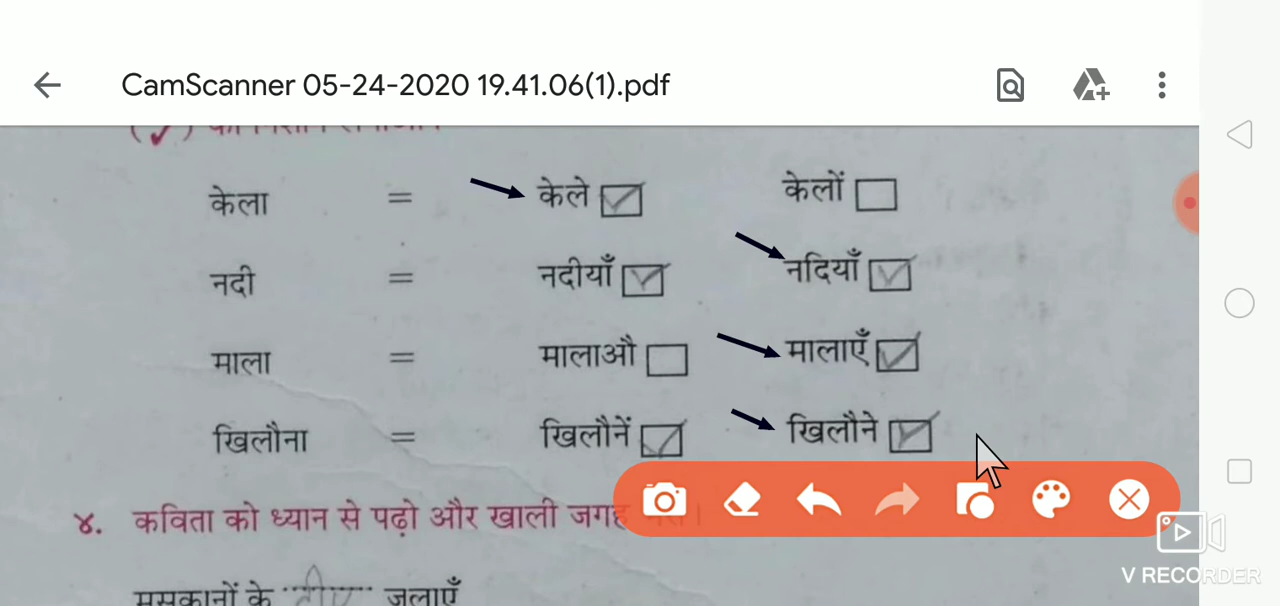 CamScanner 05-24-2020 19.41.06(1).pdf
केला = केले केलों
नदी = नदीयाँ नदियाँ
माला = मालाओ मालाएँ
खिलौना = खिलौनें खिलौने
४. कविता को ध्यान से पढ़ो और खाली जगह
मुसकानों के जलाएँ
V RECORDER